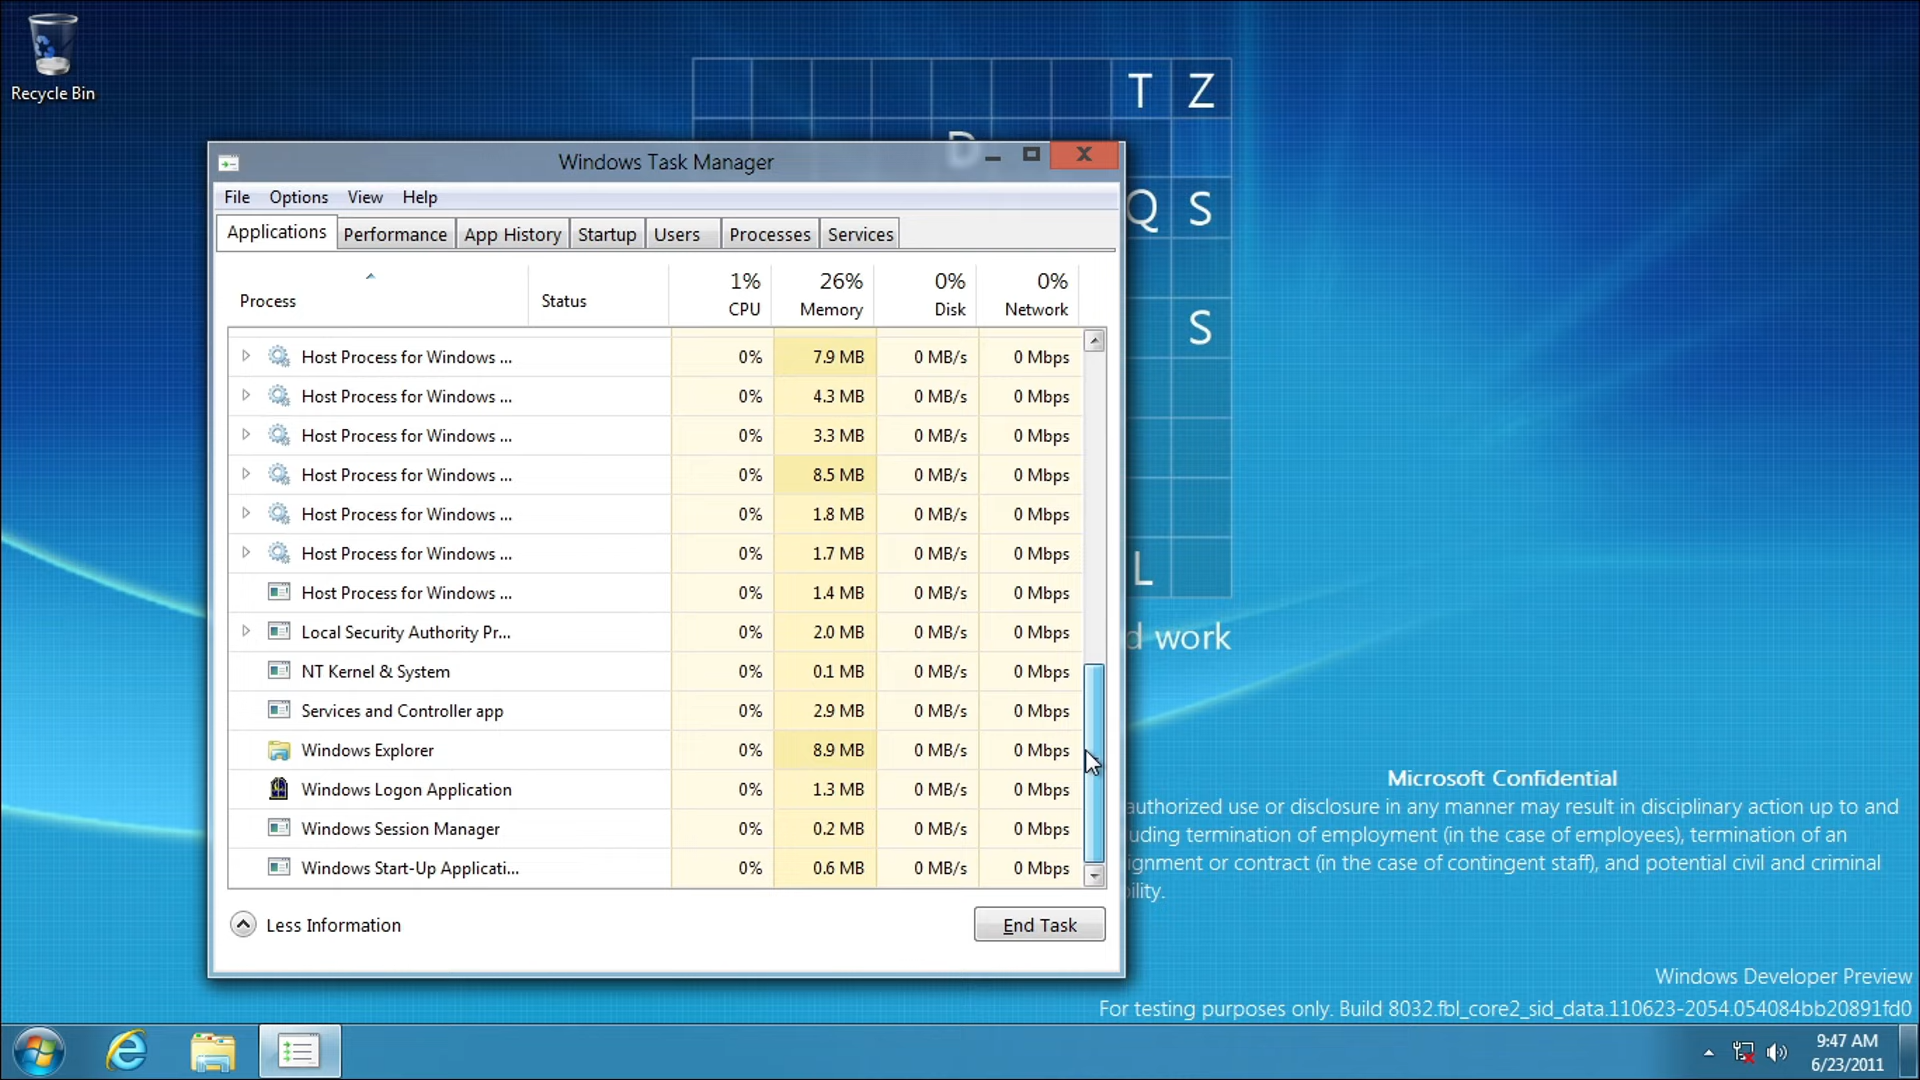 Recycle Bin
T Z
D
Windows Task Manager
X
File Options View Help
Q S
Applications Performance App History Startup Users Processes Services
1% 26% 0% 0%
Process Status CPU Memory Disk Network
S
Host Process for Windows ... 0% 7.9 MB 0 MB/s 0 Mbps
Host Process for Windows ... 0% 4.3 MB 0 MB/s 0 Mbps
Host Process for Windows ... 0% 3.3 MB 0 MB/s 0 Mbps
Host Process for Windows ... 0% 8.5 MB 0 MB/s 0 Mbps
Host Process for Windows ... 0% 1.8 MB 0 MB/s 0 Mbps
Host Process for Windows ... 0% 1.7 MB 0 MB/s 0 Mbps
L
Host Process for Windows ... 0% 1.4 MB 0 MB/s 0 Mbps
Local Security Authority Pr... 0% 2.0 MB 0 MB/s 0 Mbps
d work
NT Kernel & System 0% 0.1 MB 0 MB/s 0 Mbps
Services and Controller app 0% 2.9 MB 0 MB/s 0 Mbps
Windows Explorer 0% 8.9 MB 0 MB/s 0 Mbps
Windows Logon Application 0% 1.3 MB 0 MB/s 0 Mbps
Windows Session Manager 0% 0.2 MB 0 MB/s 0 Mbps
Windows Start-Up Applicati... 0% 0.6 MB 0 MB/s 0 Mbps
Less Information End Task
Microsoft Confidential
authorized use or disclosure in any manner may result in disciplinary action up to and
luding termination of employment (in the case of employees), termination of an
ignment or contract (in the case of contingent staff), and potential civil and criminal
bility.
Windows Developer Preview
For testing purposes only. Build 8032.fbl_core2_sid_data.110623-2054.054084bb20891fd0
9:47 AM
6/23/2011